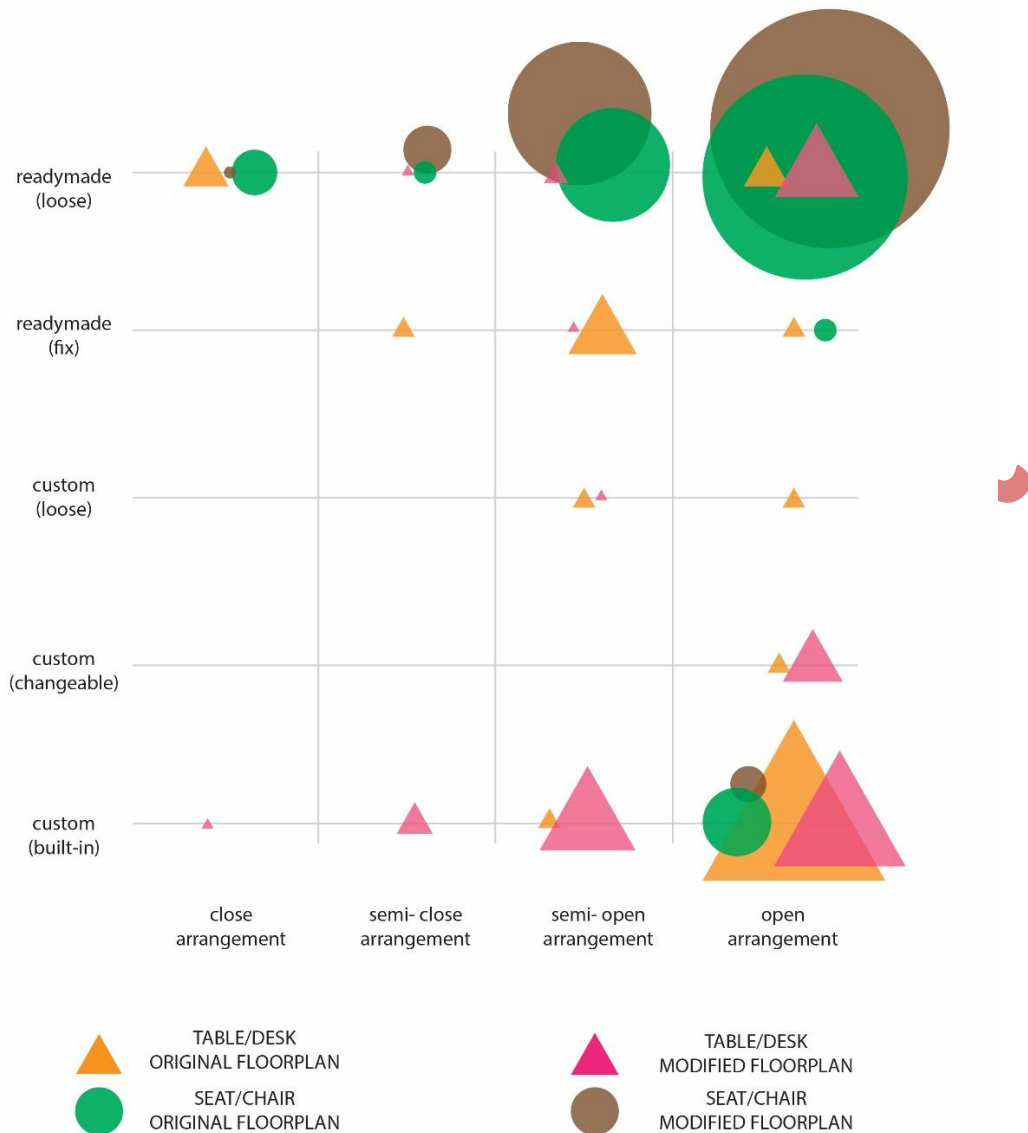 readymade
(loose)
readymade
(fix)
custom
(loose)
custom
(changeable)
custom
(built-in)
close
arrangement
semi- close
arrangement
semi- open
arrangement
open
arrangement
TABLE/DESK
ORIGINAL FLOORPLAN
TABLE/DESK
MODIFIED FLOORPLAN
SEAT/CHAIR
ORIGINAL FLOORPLAN
SEAT/CHAIR
MODIFIED FLOORPLAN